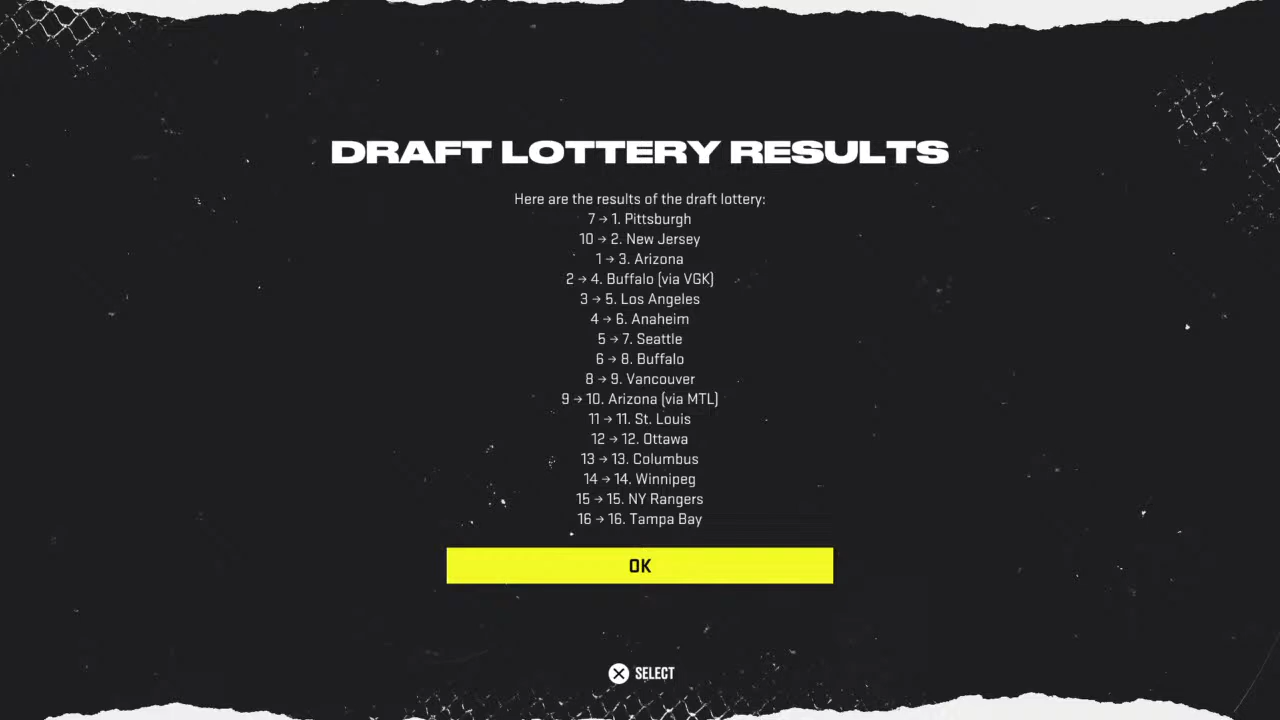 DRAFT LOTTERY RESULTS
Here are the results of the draft lottery:
7 → 1. Pittsburgh
10 → 2. New Jersey
1 → 3. Arizona
2 → 4. Buffalo (via VGK)
3 → 5. Los Angeles
4 → 6. Anaheim
5 → 7. Seattle
6 → 8. Buffalo
8 → 9. Vancouver
9 → 10. Arizona (via MTL)
11 → 11. St. Louis
12 → 12. Ottawa
13 → 13. Columbus
14 → 14. Winnipeg
15 → 15. NY Rangers
16 → 16. Tampa Bay
OK
SELECT